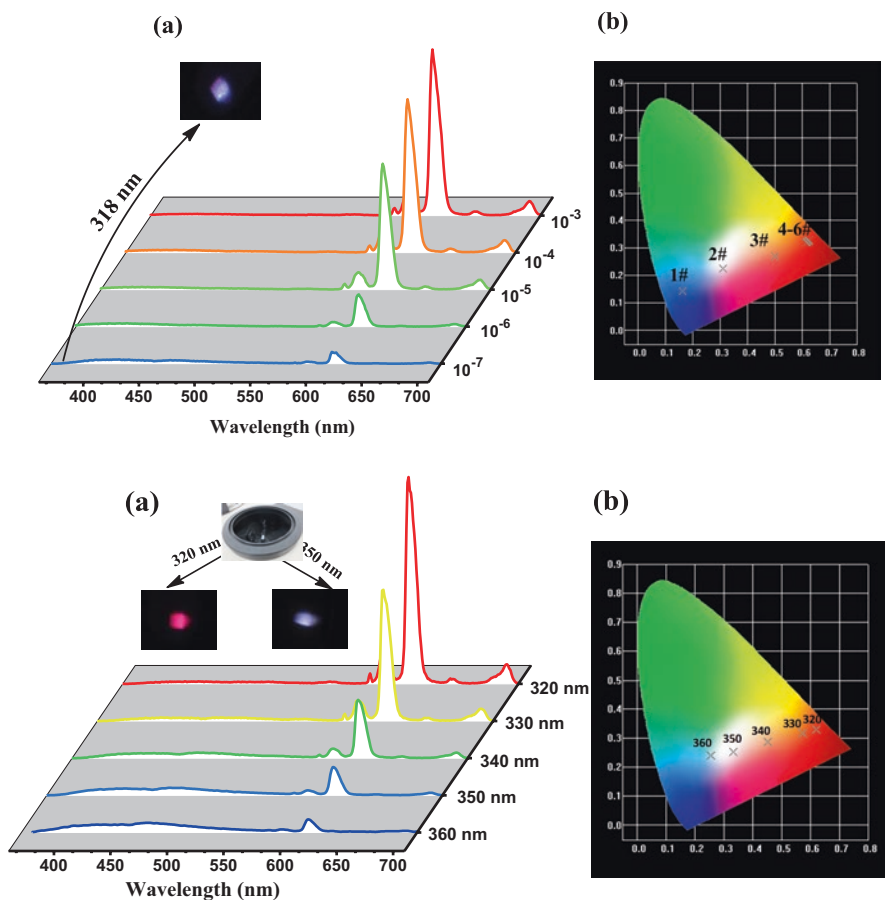 (a)
318 nm
10-3
10-4
10-5
10-6
10-7
400 450 500 550 600 650 700
Wavelength (nm)
(b)
0.9
0.8
0.7
0.6
0.5
0.4
0.3
0.2
0.1
0.0
1# 2# 3# 4-6#
0.0 0.1 0.2 0.3 0.4 0.5 0.6 0.7 0.8
(a)
320 nm 350 nm
320 nm
330 nm
340 nm
350 nm
360 nm
400 450 500 550 600 650 700
Wavelength (nm)
(b)
0.9
0.8
0.7
0.6
0.5
0.4
0.3
0.2
0.1
0.0
360 350 340 330 320
0.0 0.1 0.2 0.3 0.4 0.5 0.6 0.7 0.8